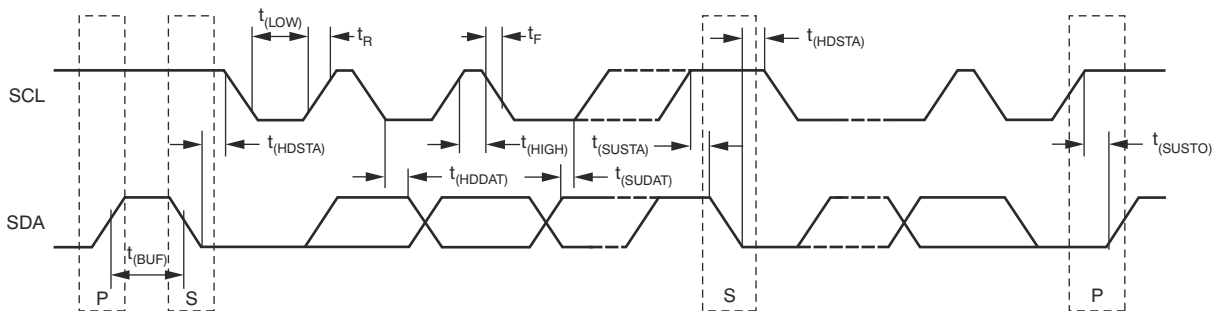 t(LOW)
tR
tF
t(HDSTA)
SCL
t(HDSTA)
t(HIGH)
t(SUSTA)
t(SUSTO)
t(HDDAT)
t(SUDAT)
SDA
t(BUF)
P
S
S
P